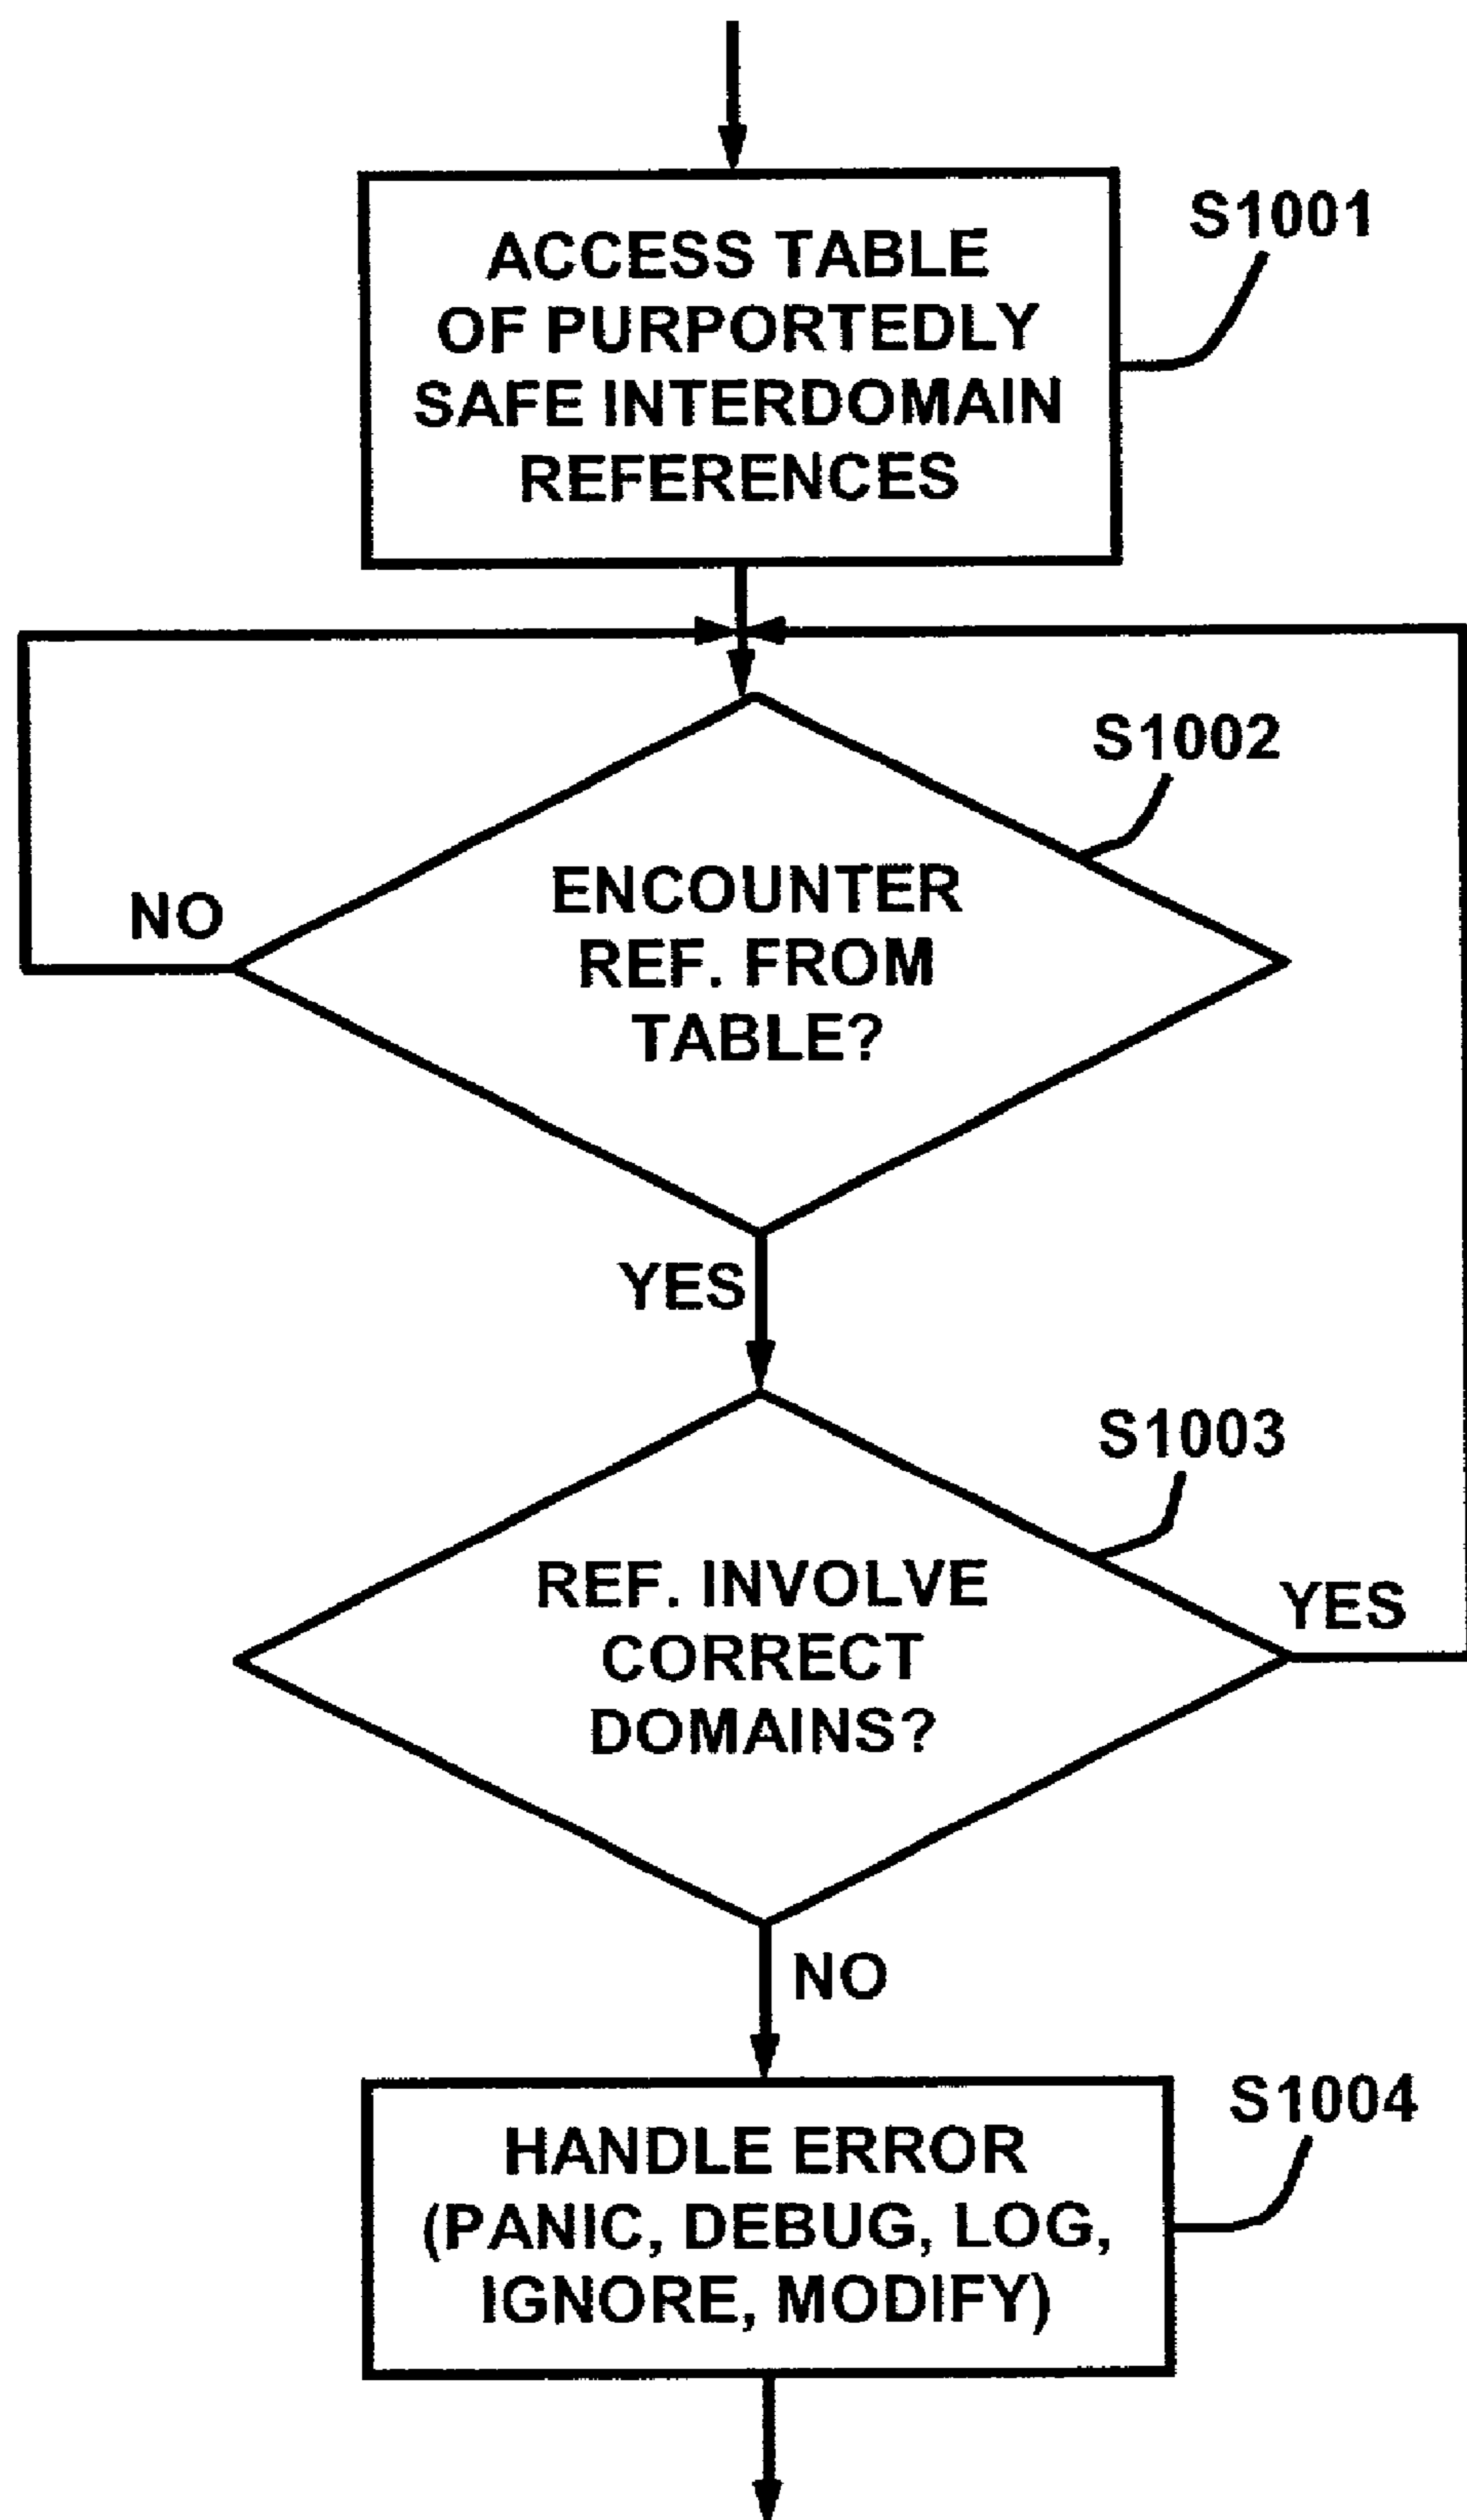 ACCESS TABLE
OF PURPORTEDLY
SAFE INTERDOMAIN
REFERENCES
S1001
S1002
ENCOUNTER
REF. FROM
TABLE?
NO
YES
S1003
REF. INVOLVE
CORRECT
DOMAINS?
YES
NO
S1004
HANDLE ERROR
(PANIC, DEBUG, LOG,
IGNORE, MODIFY)